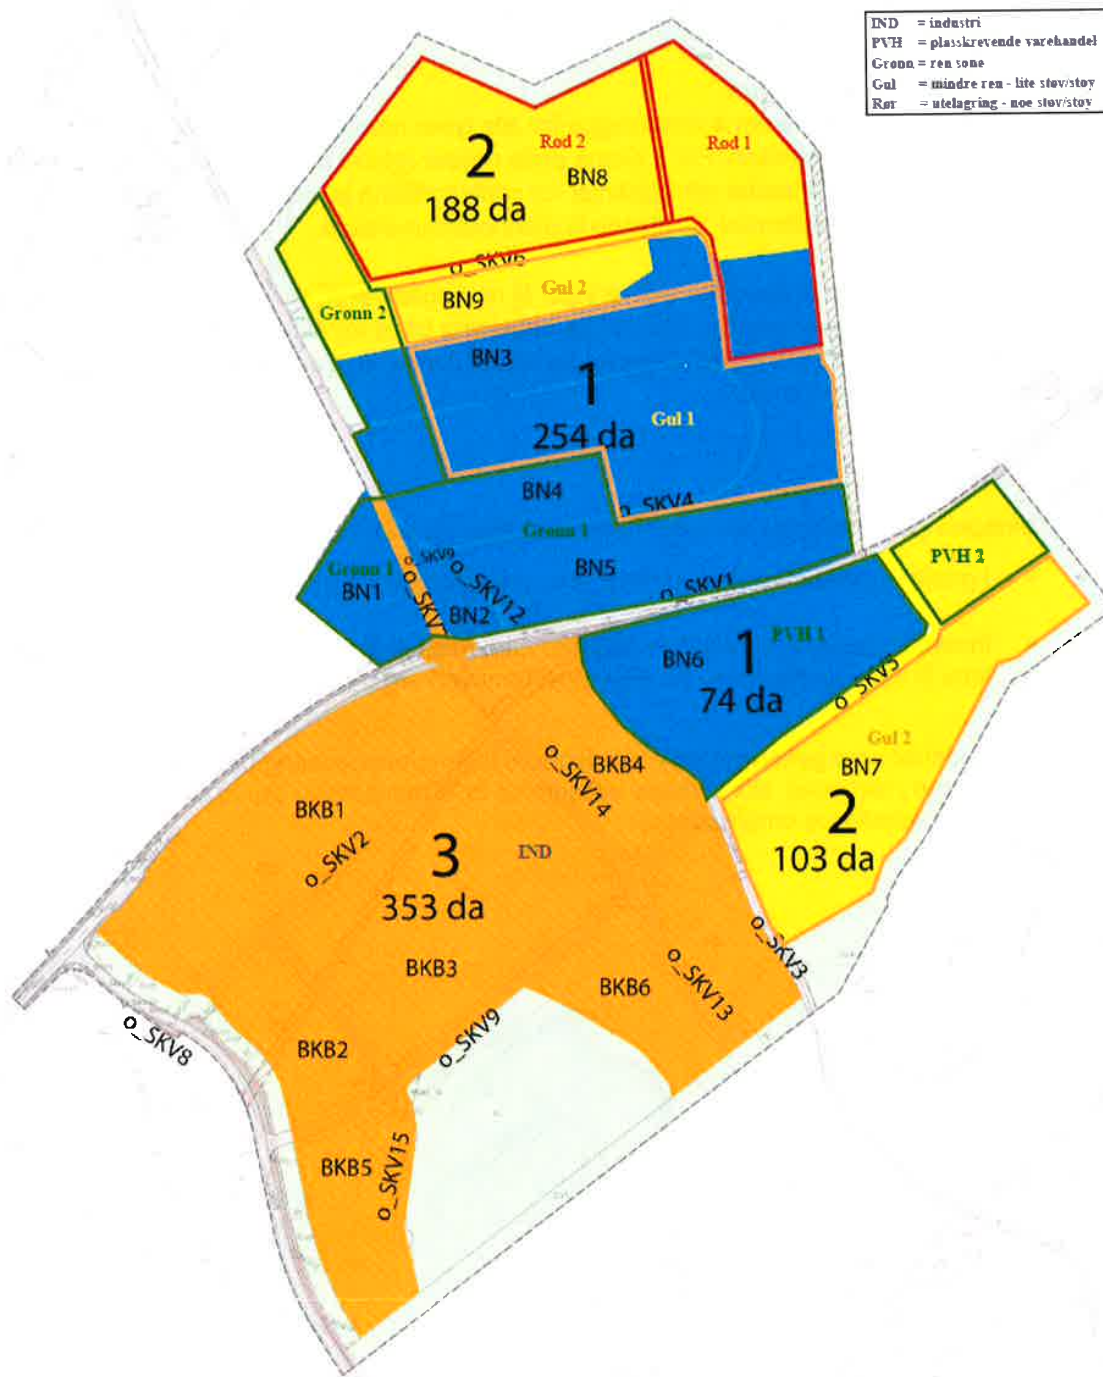 IND = industri
PVH = plasskrevende varehandel
Gronn = ren sone
Gul = mindre ren - lite støv/støy
Rør = utelagring - noe støv/støy
Rod 2
Rod 1
2
BN8
188 da
o_SKV6
Gul 2
BN9
Gronn 2
BN3
1
254 da
Gul 1
BN4
o_SKV4
Gronn 1
o_SKV9
o_SKV12
BN5
Gronn 1
BN1
BN2
o_SKV1
PVH 2
PVH 1
BN6
1
74 da
o_SKV5
Gul 2
BN7
2
103 da
o_SKV14
BKB4
BKB1
o_SKV2
3
IND
353 da
o_SKV3
BKB3
o_SKV13
BKB6
o_SKV9
o_SKV8
BKB2
BKB5
o_SKV15